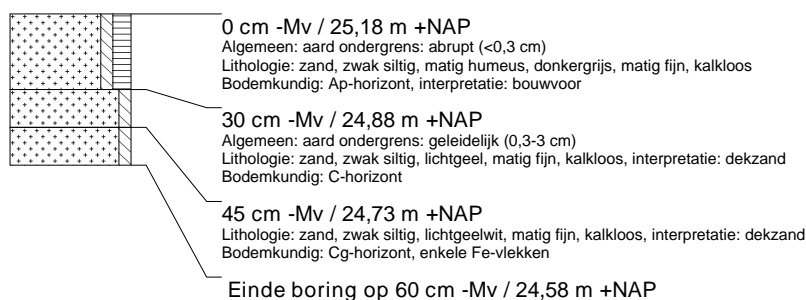 0 cm -Mv / 25,18 m +NAP
Algemeen: aard ondergrens: abrupt (<0,3 cm)
Lithologie: zand, zwak siltig, matig humeus, donkergrijs, matig fijn, kalkloos
Bodemkundig: Ap-horizont, interpretatie: bouwvoor
30 cm -Mv / 24,88 m +NAP
Algemeen: aard ondergrens: geleidelijk (0,3-3 cm)
Lithologie: zand, zwak siltig, lichtgeel, matig fijn, kalkloos, interpretatie: dekzand
Bodemkundig: C-horizont
45 cm -Mv / 24,73 m +NAP
Lithologie: zand, zwak siltig, lichtgeelwit, matig fijn, kalkloos, interpretatie: dekzand
Bodemkundig: Cg-horizont, enkele Fe-vlekken
Einde boring op 60 cm -Mv / 24,58 m +NAP